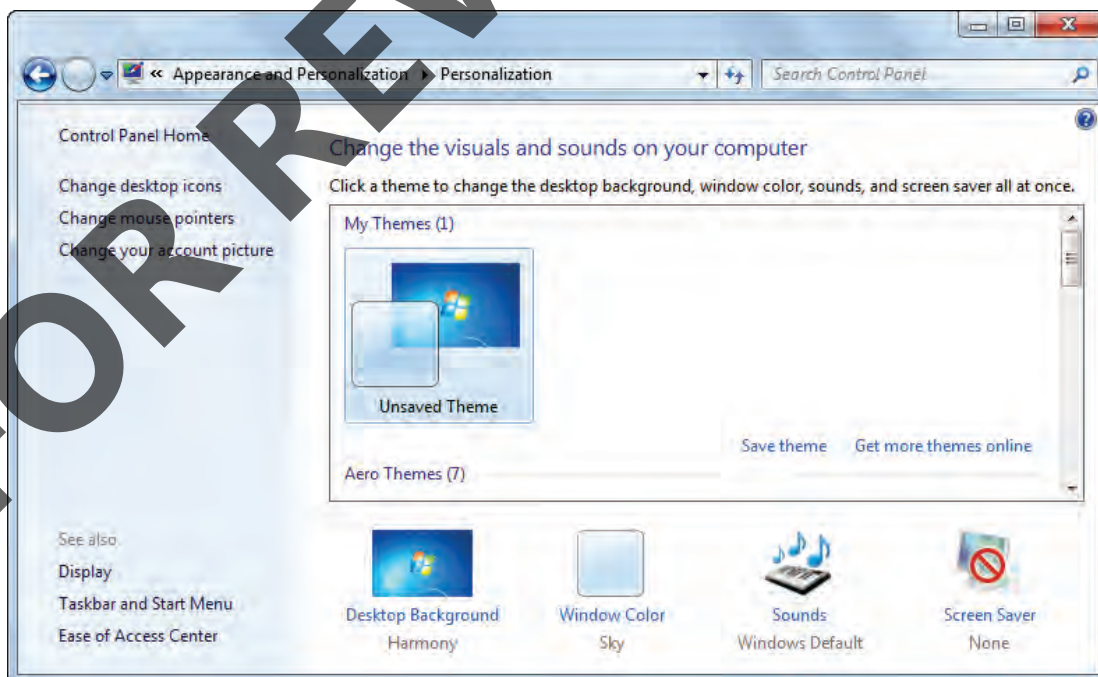 « Appearance and Personalization ▸ Personalization
Search Control Panel
Control Panel Home
Change desktop icons
Change mouse pointers
Change your account picture
See also
Display
Taskbar and Start Menu
Ease of Access Center
Change the visuals and sounds on your computer
Click a theme to change the desktop background, window color, sounds, and screen saver all at once.
My Themes (1)
Unsaved Theme
Save theme Get more themes online
Aero Themes (7)
Desktop Background Window Color Sounds Screen Saver
Harmony Sky Windows Default None
FOR REV